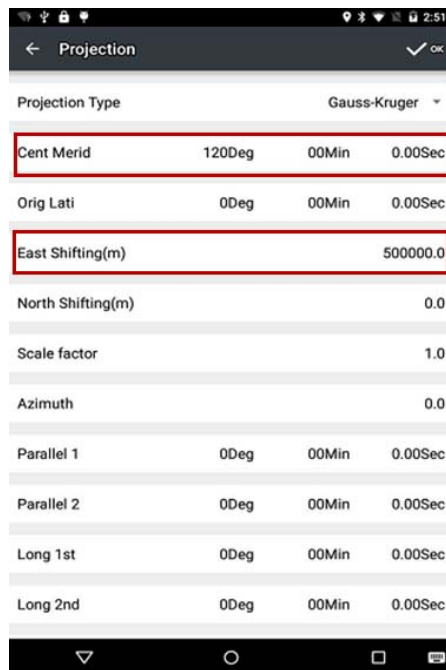 2:51
Projection
OK
Projection Type Gauss-Kruger
Cent Merid 120Deg 00Min 0.00Sec
Orig Lati 0Deg 00Min 0.00Sec
East Shifting(m) 500000.0
North Shifting(m) 0.0
Scale factor 1.0
Azimuth 0.0
Parallel 1 0Deg 00Min 0.00Sec
Parallel 2 0Deg 00Min 0.00Sec
Long 1st 0Deg 00Min 0.00Sec
Long 2nd 0Deg 00Min 0.00Sec